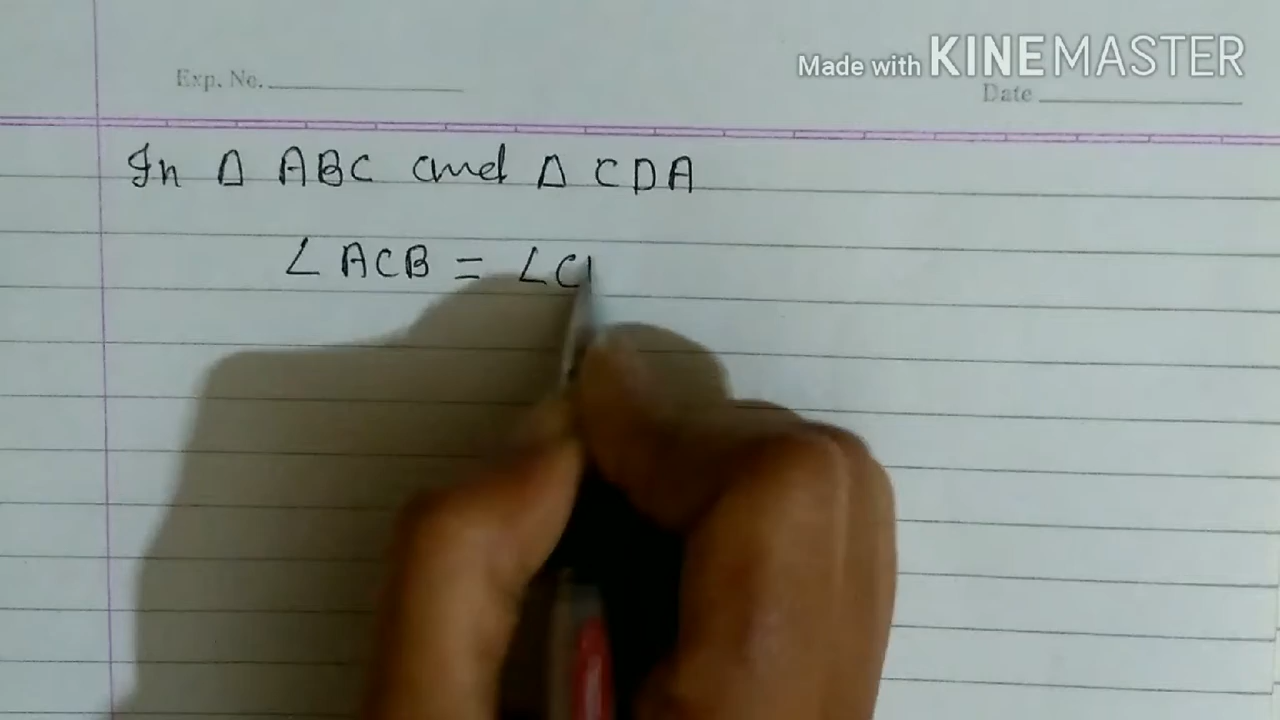 Made with KINEMASTER
Exp. No.
Date
In Δ ABC and Δ CDA
∠ ACB = ∠ C